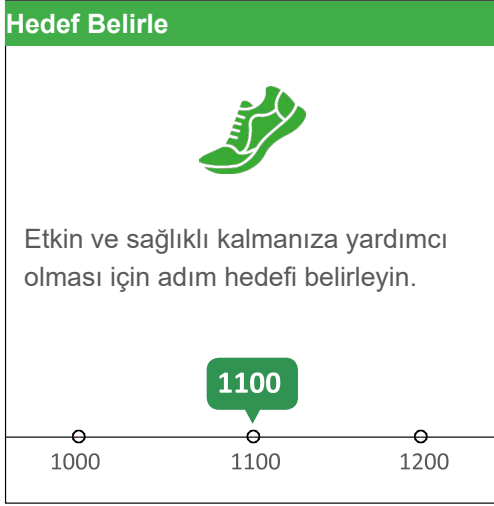 Hedef Belirle
Etkin ve sağlıklı kalmanıza yardımcı
olması için adım hedefi belirleyin.
1100
1000 1100 1200